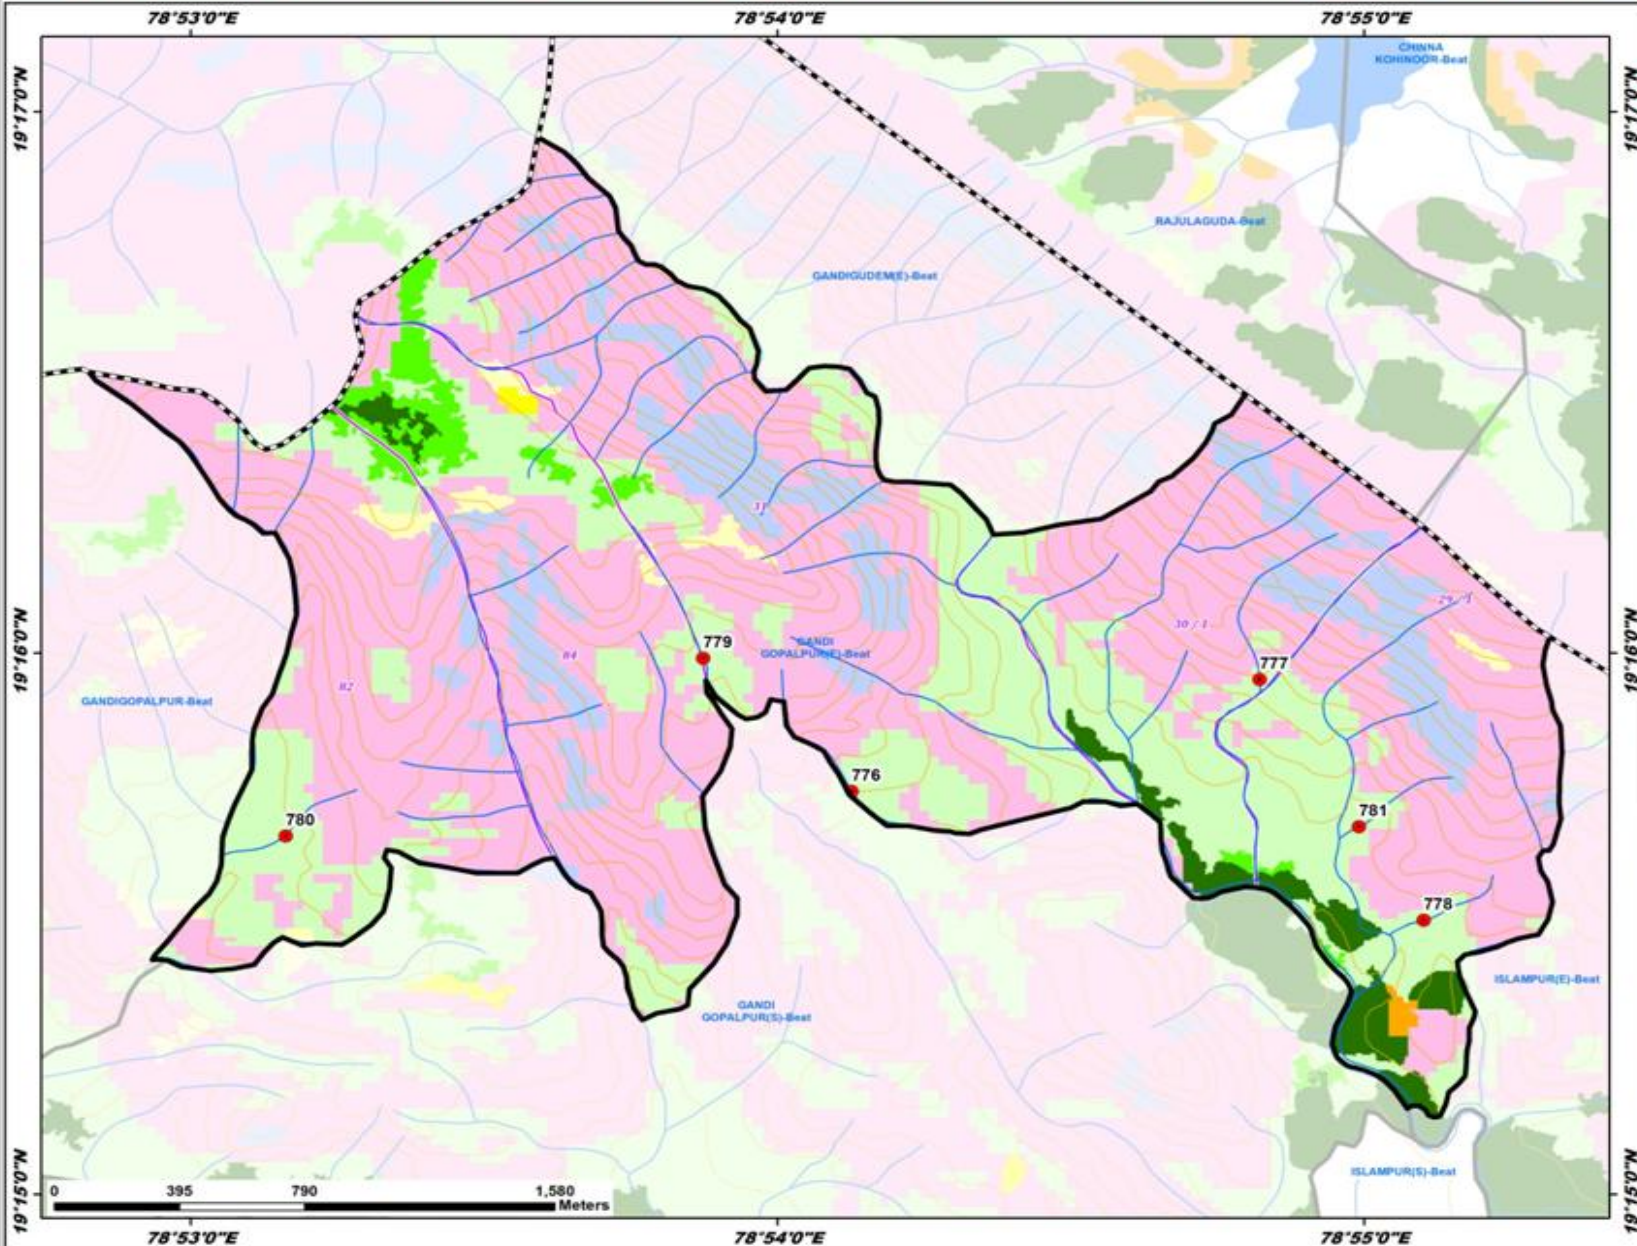 78°53'0"E
78°54'0"E
78°55'0"E
CHINNA
KOHINOOR-Beat
19°17'0"N
19°17'0"N
RAJULAGUDA-Beat
GANDIGUDEM(E)-Beat
31
29 / 1
30 / 1
19°16'0"N
19°16'0"N
779
GANDI
GOPALPUR(E)-Beat
84
777
82
GANDIGOPALPUR-Beat
776
781
780
778
ISLAMPUR(E)-Beat
GANDI
GOPALPUR(S)-Beat
ISLAMPUR(S)-Beat
19°15'0"N
19°15'0"N
0 395 790 1,580
Meters
78°53'0"E
78°54'0"E
78°55'0"E